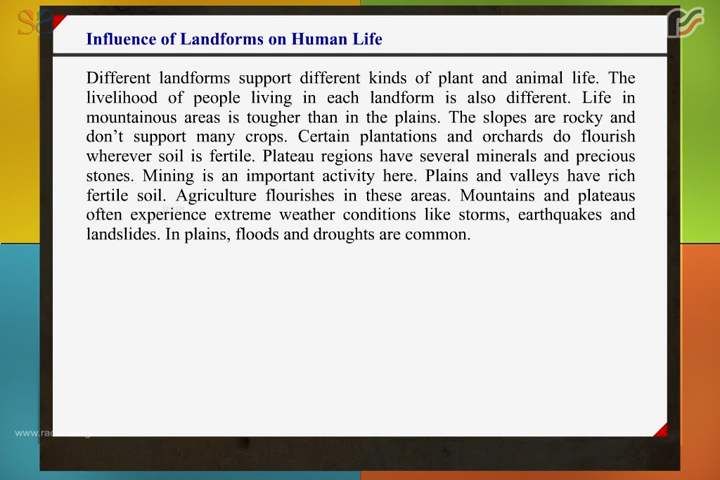 Influence of Landforms on Human Life
Different landforms support different kinds of plant and animal life. The
livelihood of people living in each landform is also different. Life in
mountainous areas is tougher than in the plains. The slopes are rocky and
don't support many crops. Certain plantations and orchards do flourish
wherever soil is fertile. Plateau regions have several minerals and precious
stones. Mining is an important activity here. Plains and valleys have rich
fertile soil. Agriculture flourishes in these areas. Mountains and plateaus
often experience extreme weather conditions like storms, earthquakes and
landslides. In plains, floods and droughts are common.